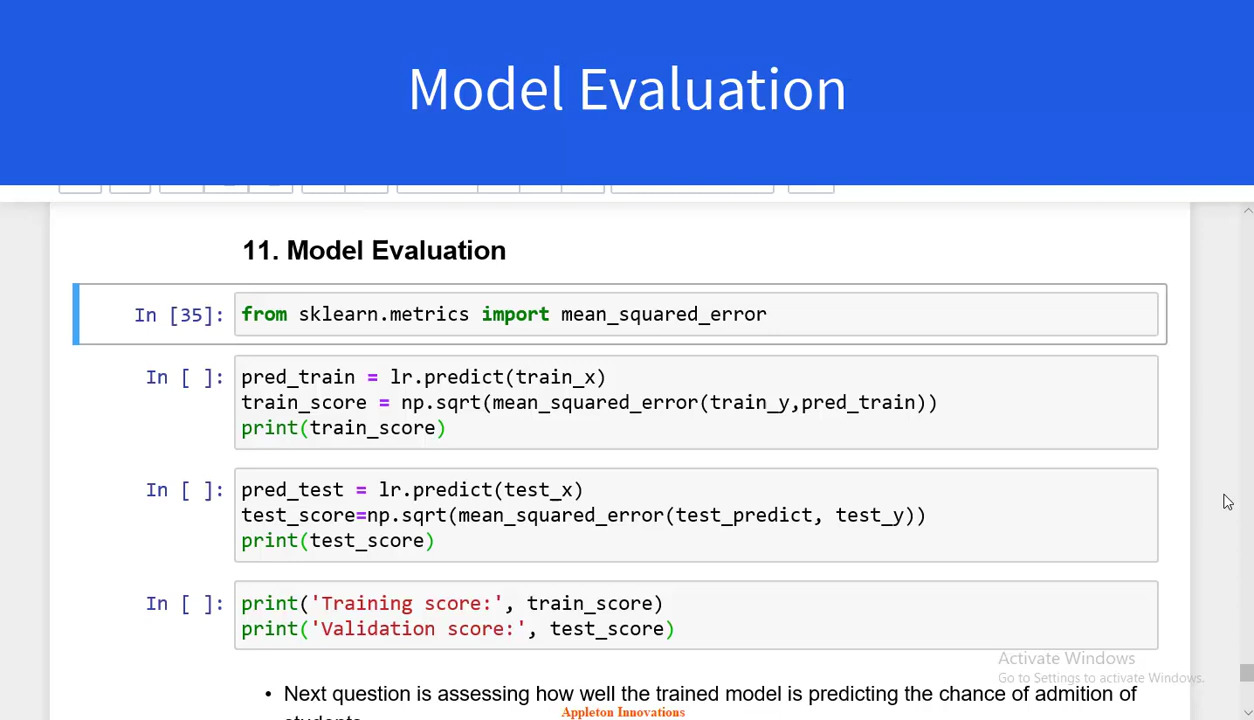 Model Evaluation
11. Model Evaluation
In [35]: from sklearn.metrics import mean_squared_error
In [ ]: pred_train = lr.predict(train_x)
train_score = np.sqrt(mean_squared_error(train_y,pred_train))
print(train_score)
In [ ]: pred_test = lr.predict(test_x)
test_score=np.sqrt(mean_squared_error(test_predict, test_y))
print(test_score)
In [ ]: print('Training score:', train_score)
print('Validation score:', test_score)
Activate Windows
Go to Settings to activate Windows.
• Next question is assessing how well the trained model is predicting the chance of admition of
students
Appleton Innovations